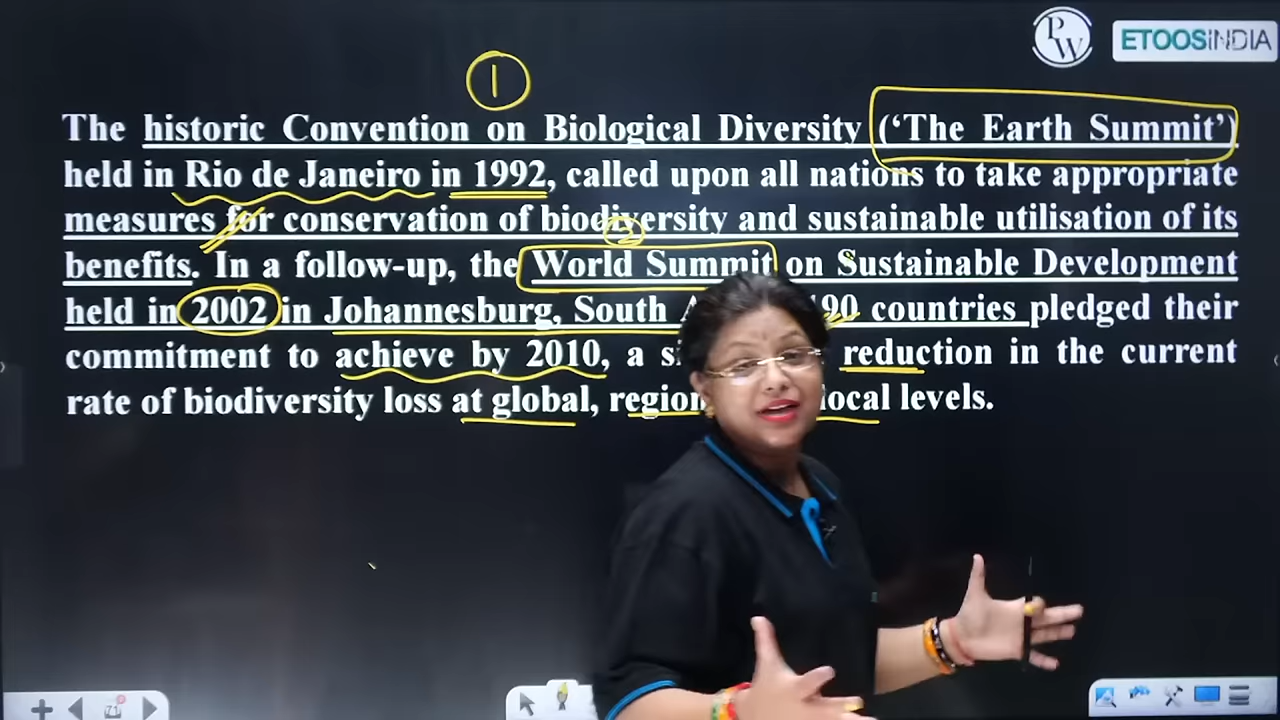 PW
ETOOSINDIA
1
The historic Convention on Biological Diversity ('The Earth Summit')
held in Rio de Janeiro in 1992, called upon all nations to take appropriate
measures for conservation of biodiversity and sustainable utilisation of its
2
benefits. In a follow-up, the World Summit on Sustainable Development
held in 2002 in Johannesburg, South 190 countries pledged their
commitment to achieve by 2010, a reduction in the current
rate of biodiversity loss at global, local levels.
71